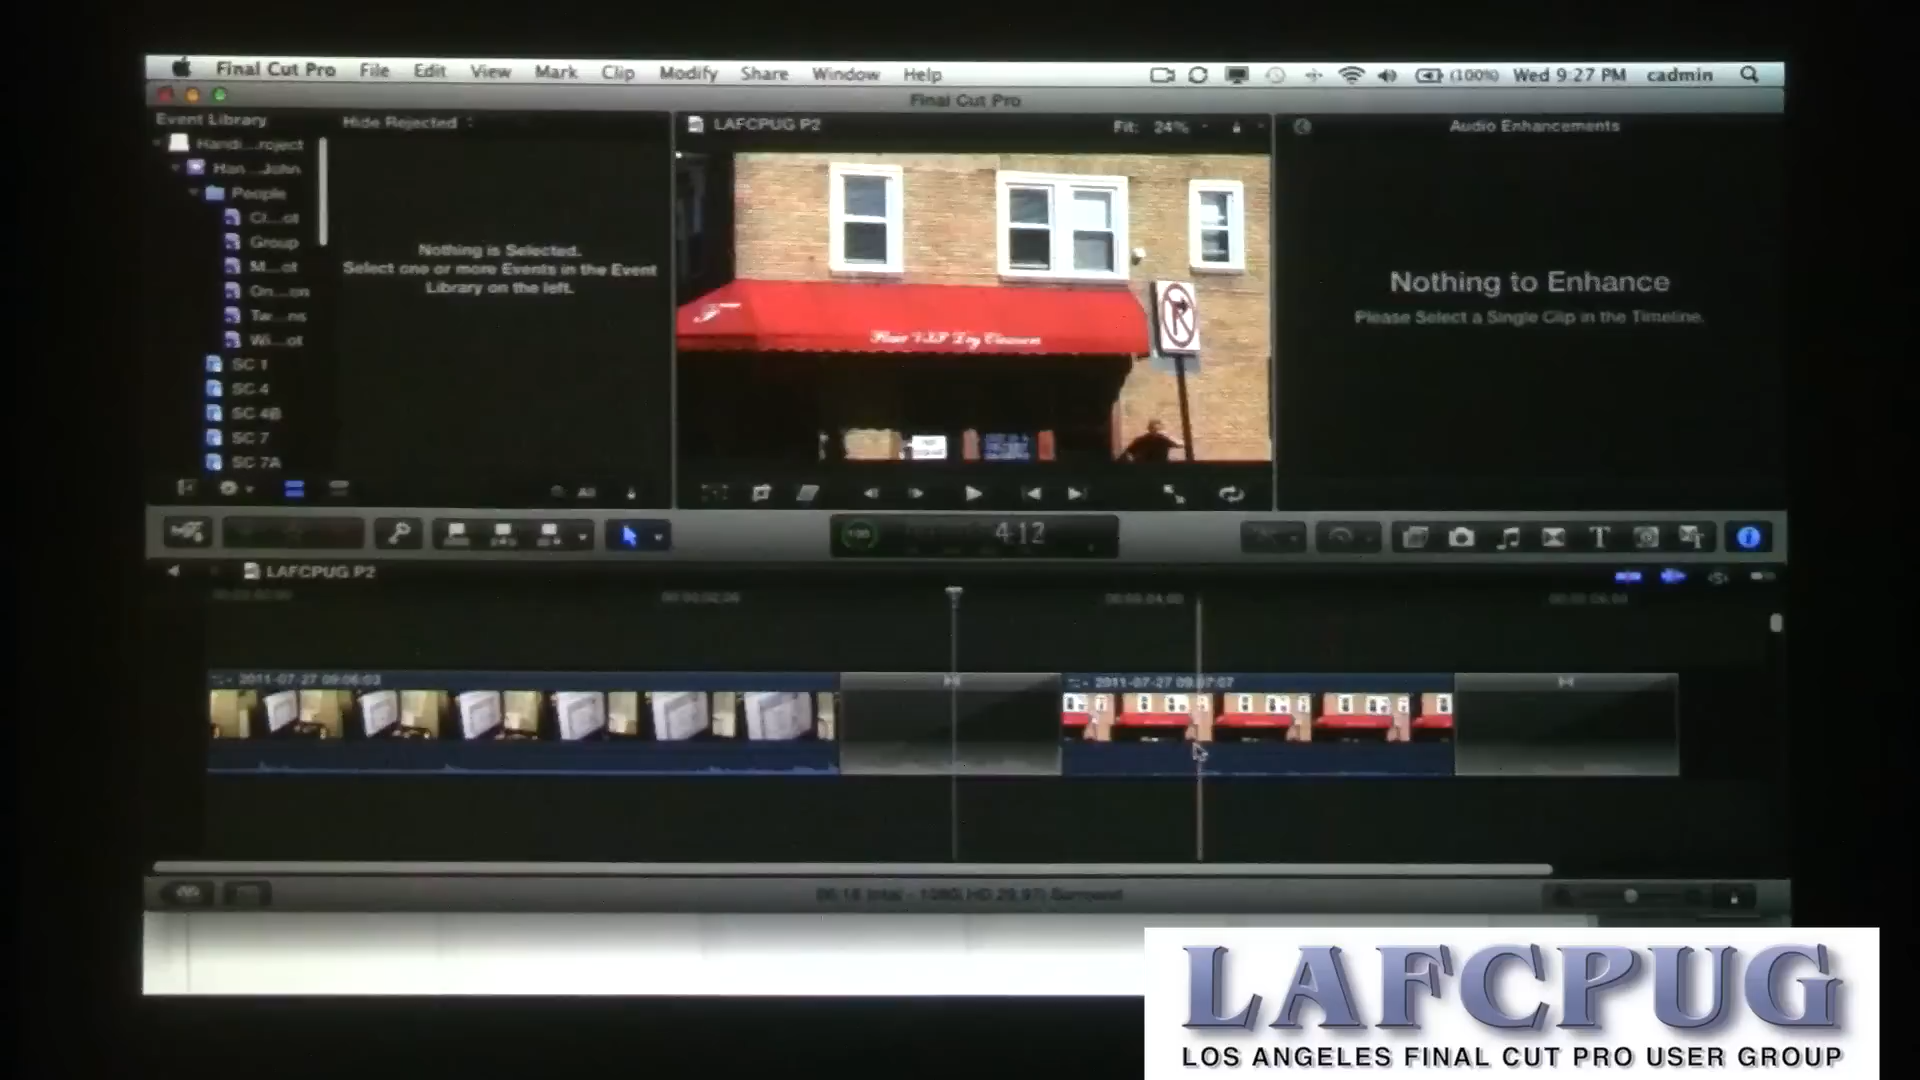 Final Cut Pro File Edit View Mark Clip Modify Share Window Help (100%) Wed 9:27 PM cadmin
Final Cut Pro
Event Library
Hide Rejected
LAFCPUG P2
Fit: 24%
Audio Enhancements
Handi...roject
Han...John
People
Cl...ot
Group
M...ot
On...on
Tw...ns
Wi...ot
SC 1
SC 4
SC 4B
SC 7
SC 7A
Nothing is Selected.
Select one or more Events in the Event
Library on the left.
Dry Cleaners
Nothing to Enhance
Please Select a Single Clip in the Timeline.
All
4:12
LAFCPUG P2
2011-07-27 09:06:03
2011-07-27 09:07:07
LAFCPUG
LOS ANGELES FINAL CUT PRO USER GROUP